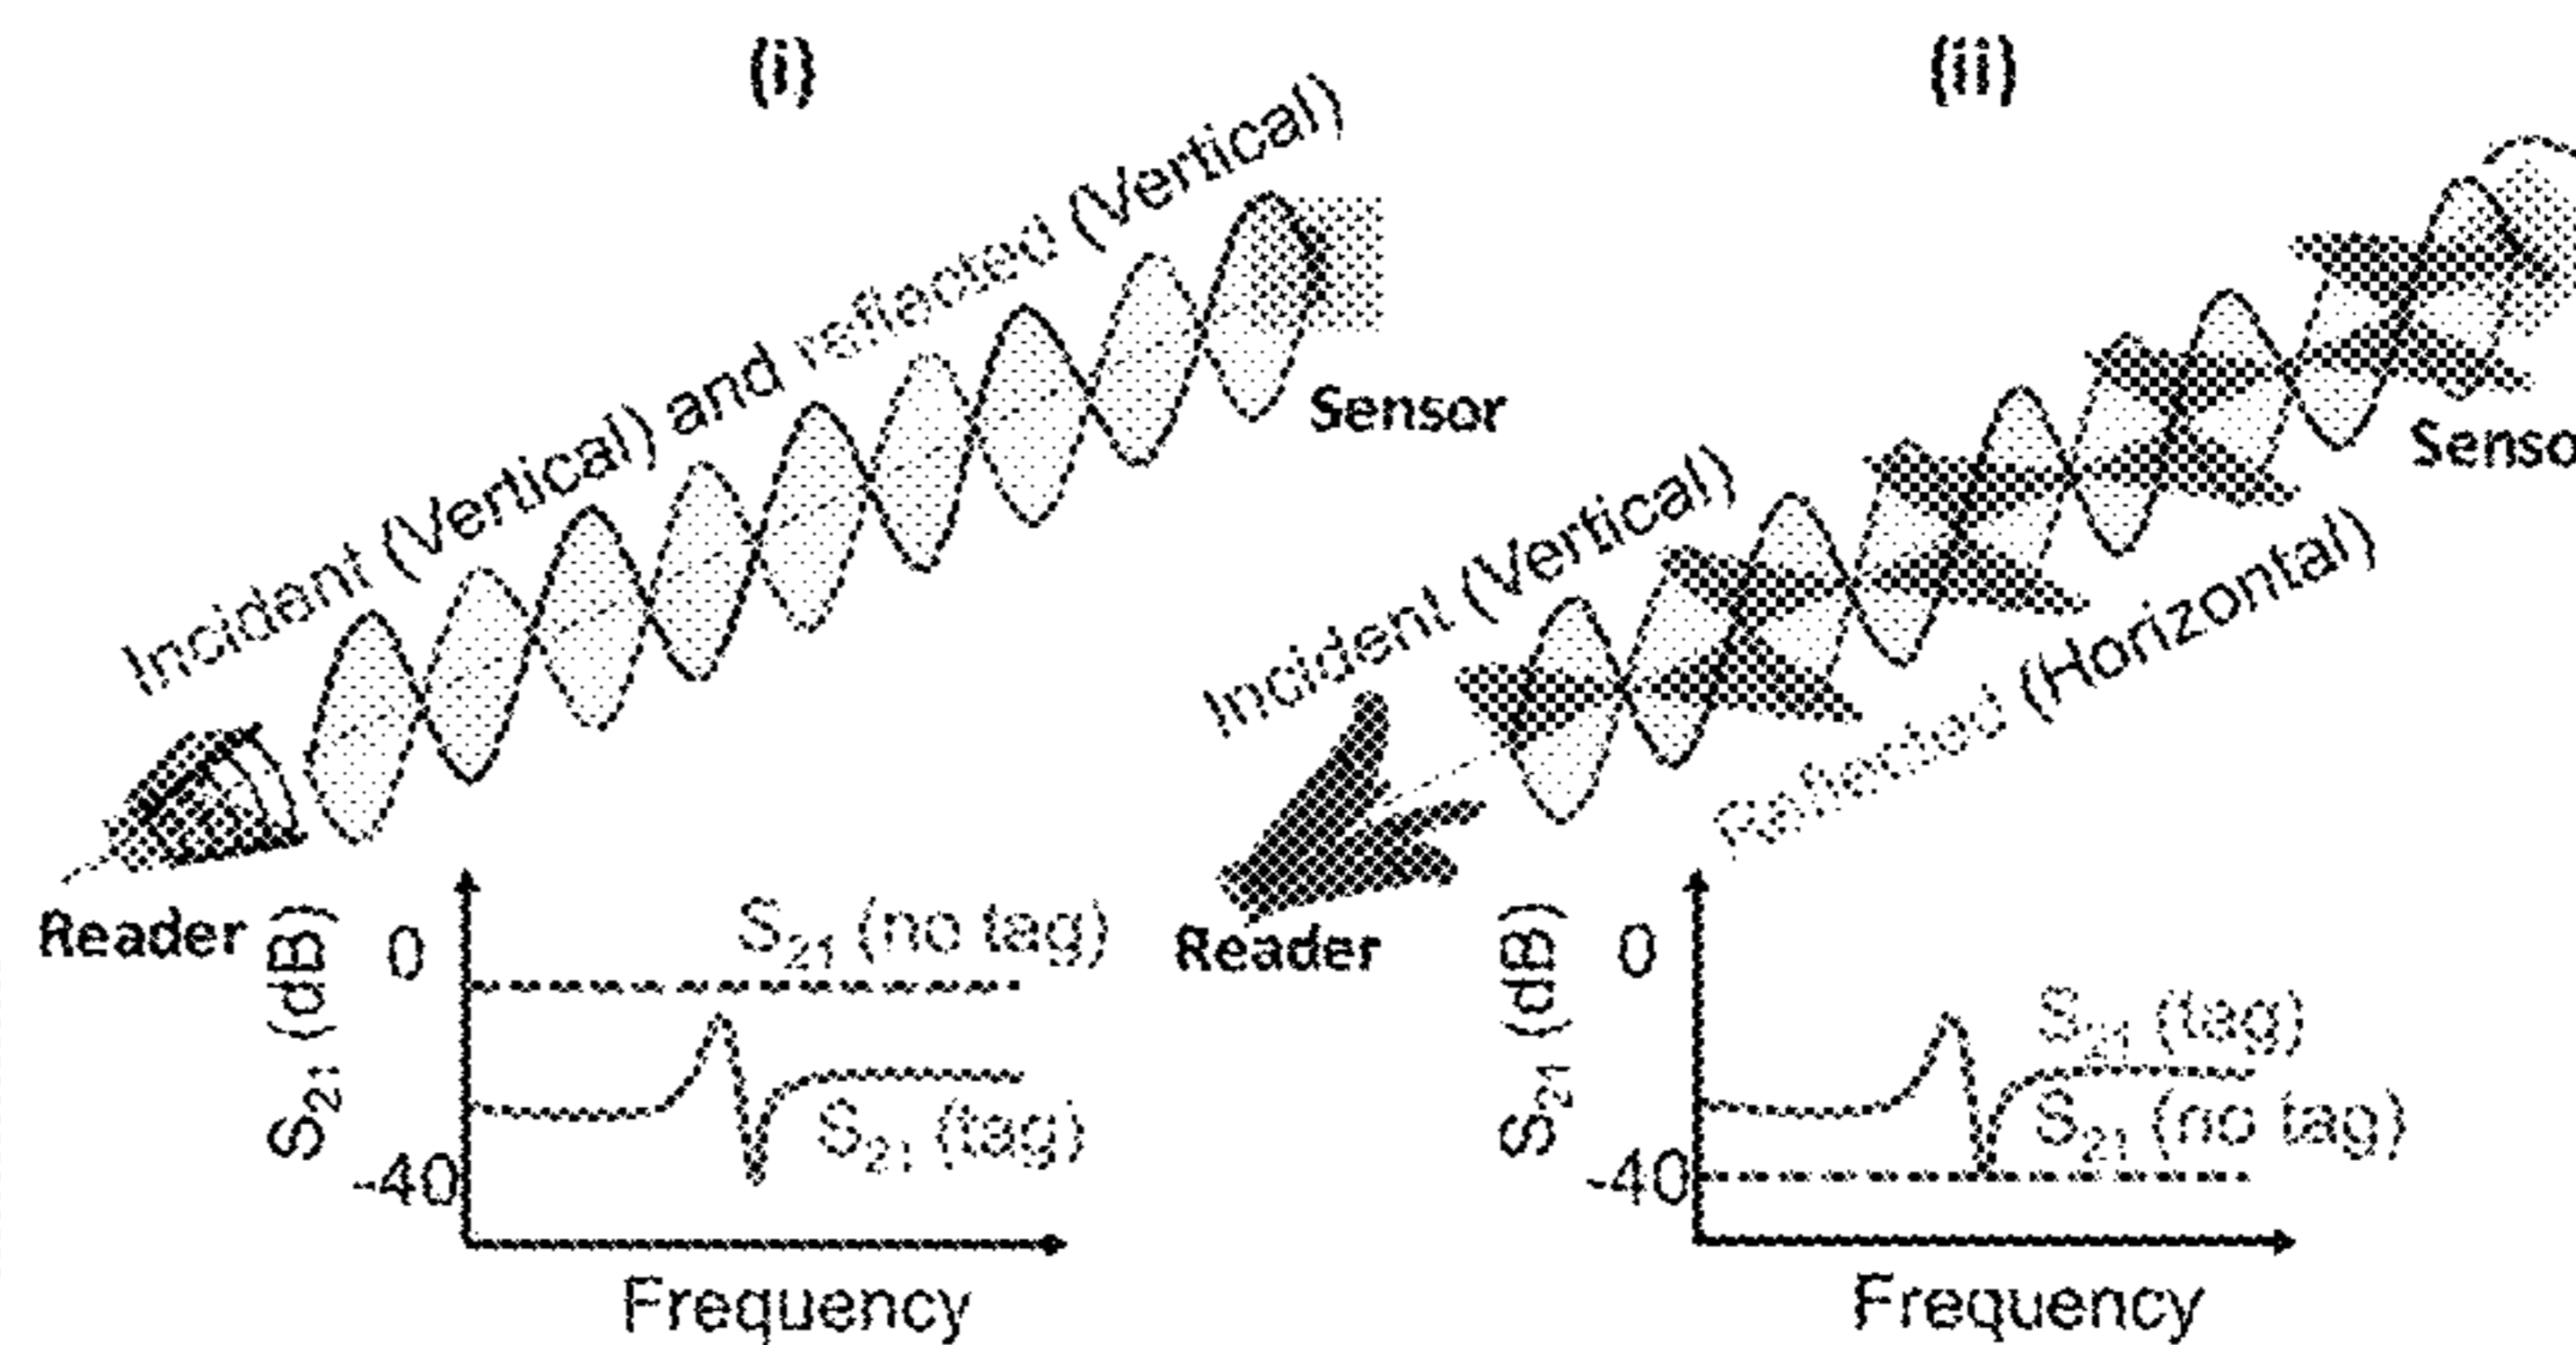 (i)
Incident (Vertical) and reflected (Vertical)
Sensor
Reader
S21 (dB)
0
-40
S21 (no tag)
S21 (tag)
Frequency
(ii)
Incident (Vertical)
Reflected (Horizontal)
Senso
Reader
S21 (dB)
0
-40
S21 (tag)
S21 (no tag)
Frequency